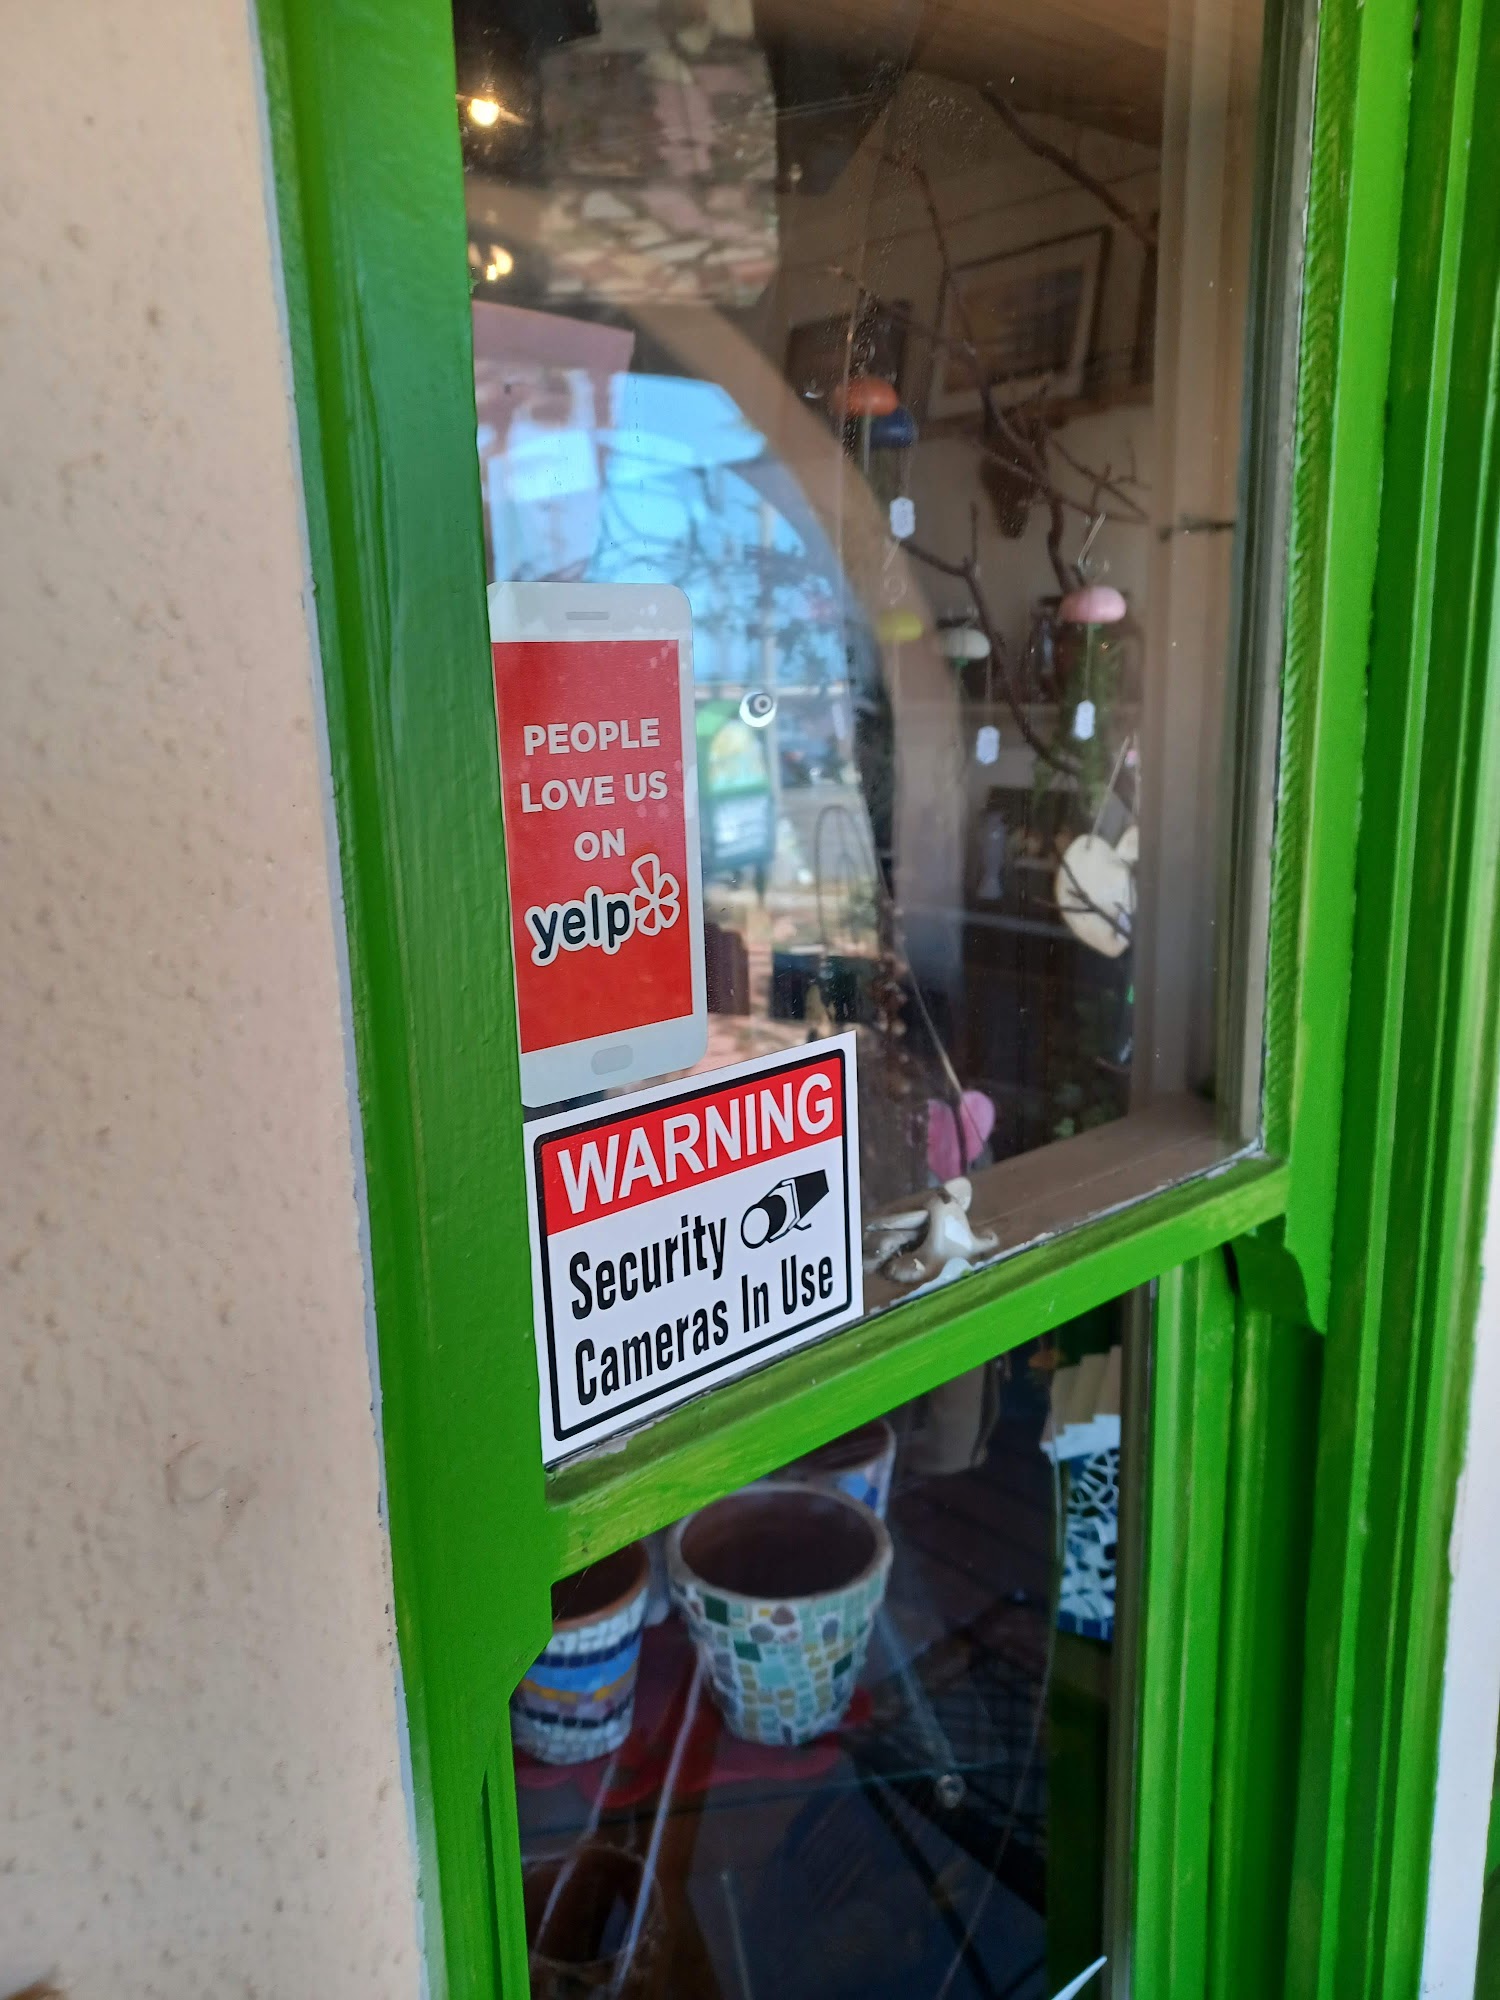 PEOPLE
LOVE US
ON
yelp
WARNING
Security
Cameras In Use